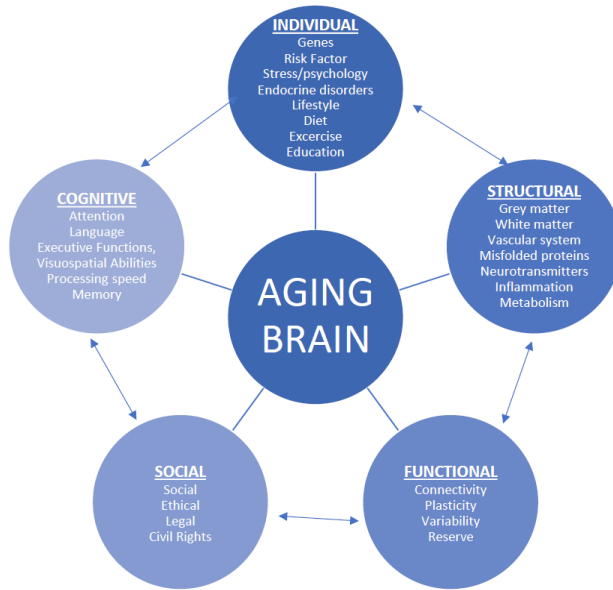 INDIVIDUAL
Genes
Risk Factor
Stress/psychology
Endocrine disorders
Lifestyle
Diet
Excercise
Education
COGNITIVE
Attention
Language
Executive Functions,
Visuospatial Abilities
Processing speed
Memory
STRUCTURAL
Grey matter
White matter
Vascular system
Misfolded proteins
Neurotransmitters
Inflammation
Metabolism
AGING
BRAIN
SOCIAL
Social
Ethical
Legal
Civil Rights
FUNCTIONAL
Connectivity
Plasticity
Variability
Reserve